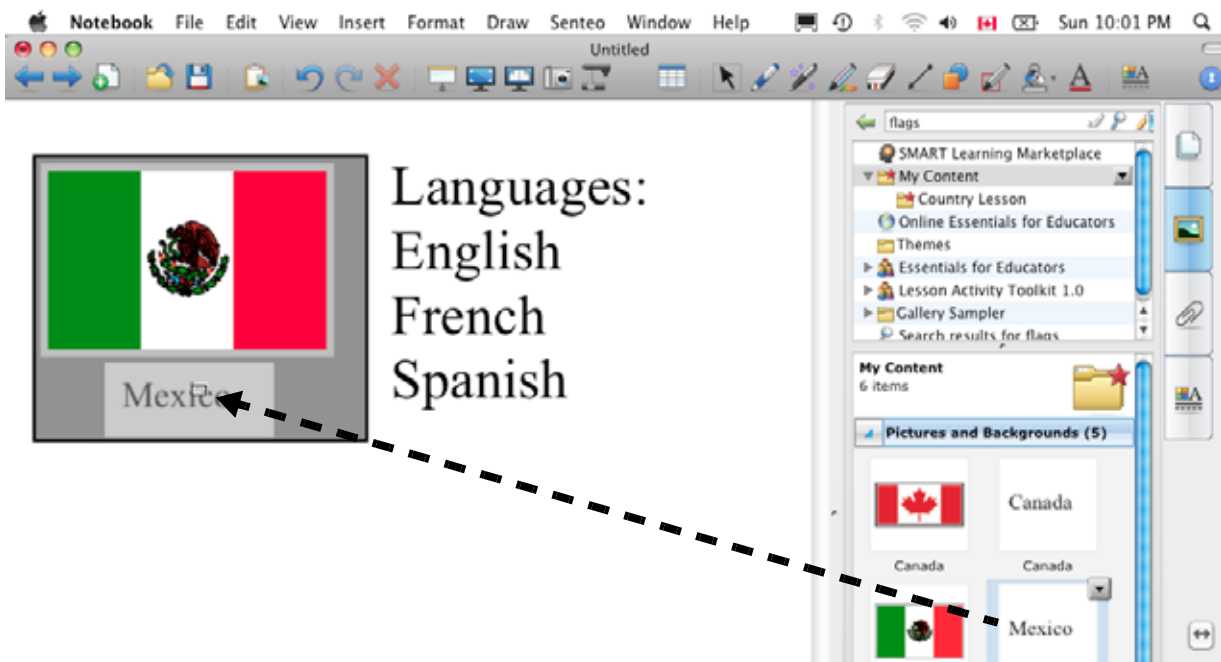 Notebook File Edit View Insert Format Draw Senteo Window Help Sun 10:01 PM
Untitled
flags
SMART Learning Marketplace
My Content
Country Lesson
Online Essentials for Educators
Themes
Essentials for Educators
Lesson Activity Toolkit 1.0
Gallery Sampler
Search results for flags
Languages:
English
French
Spanish
Mexico
My Content
6 items
Pictures and Backgrounds (5)
Canada
Canada Canada
Mexico